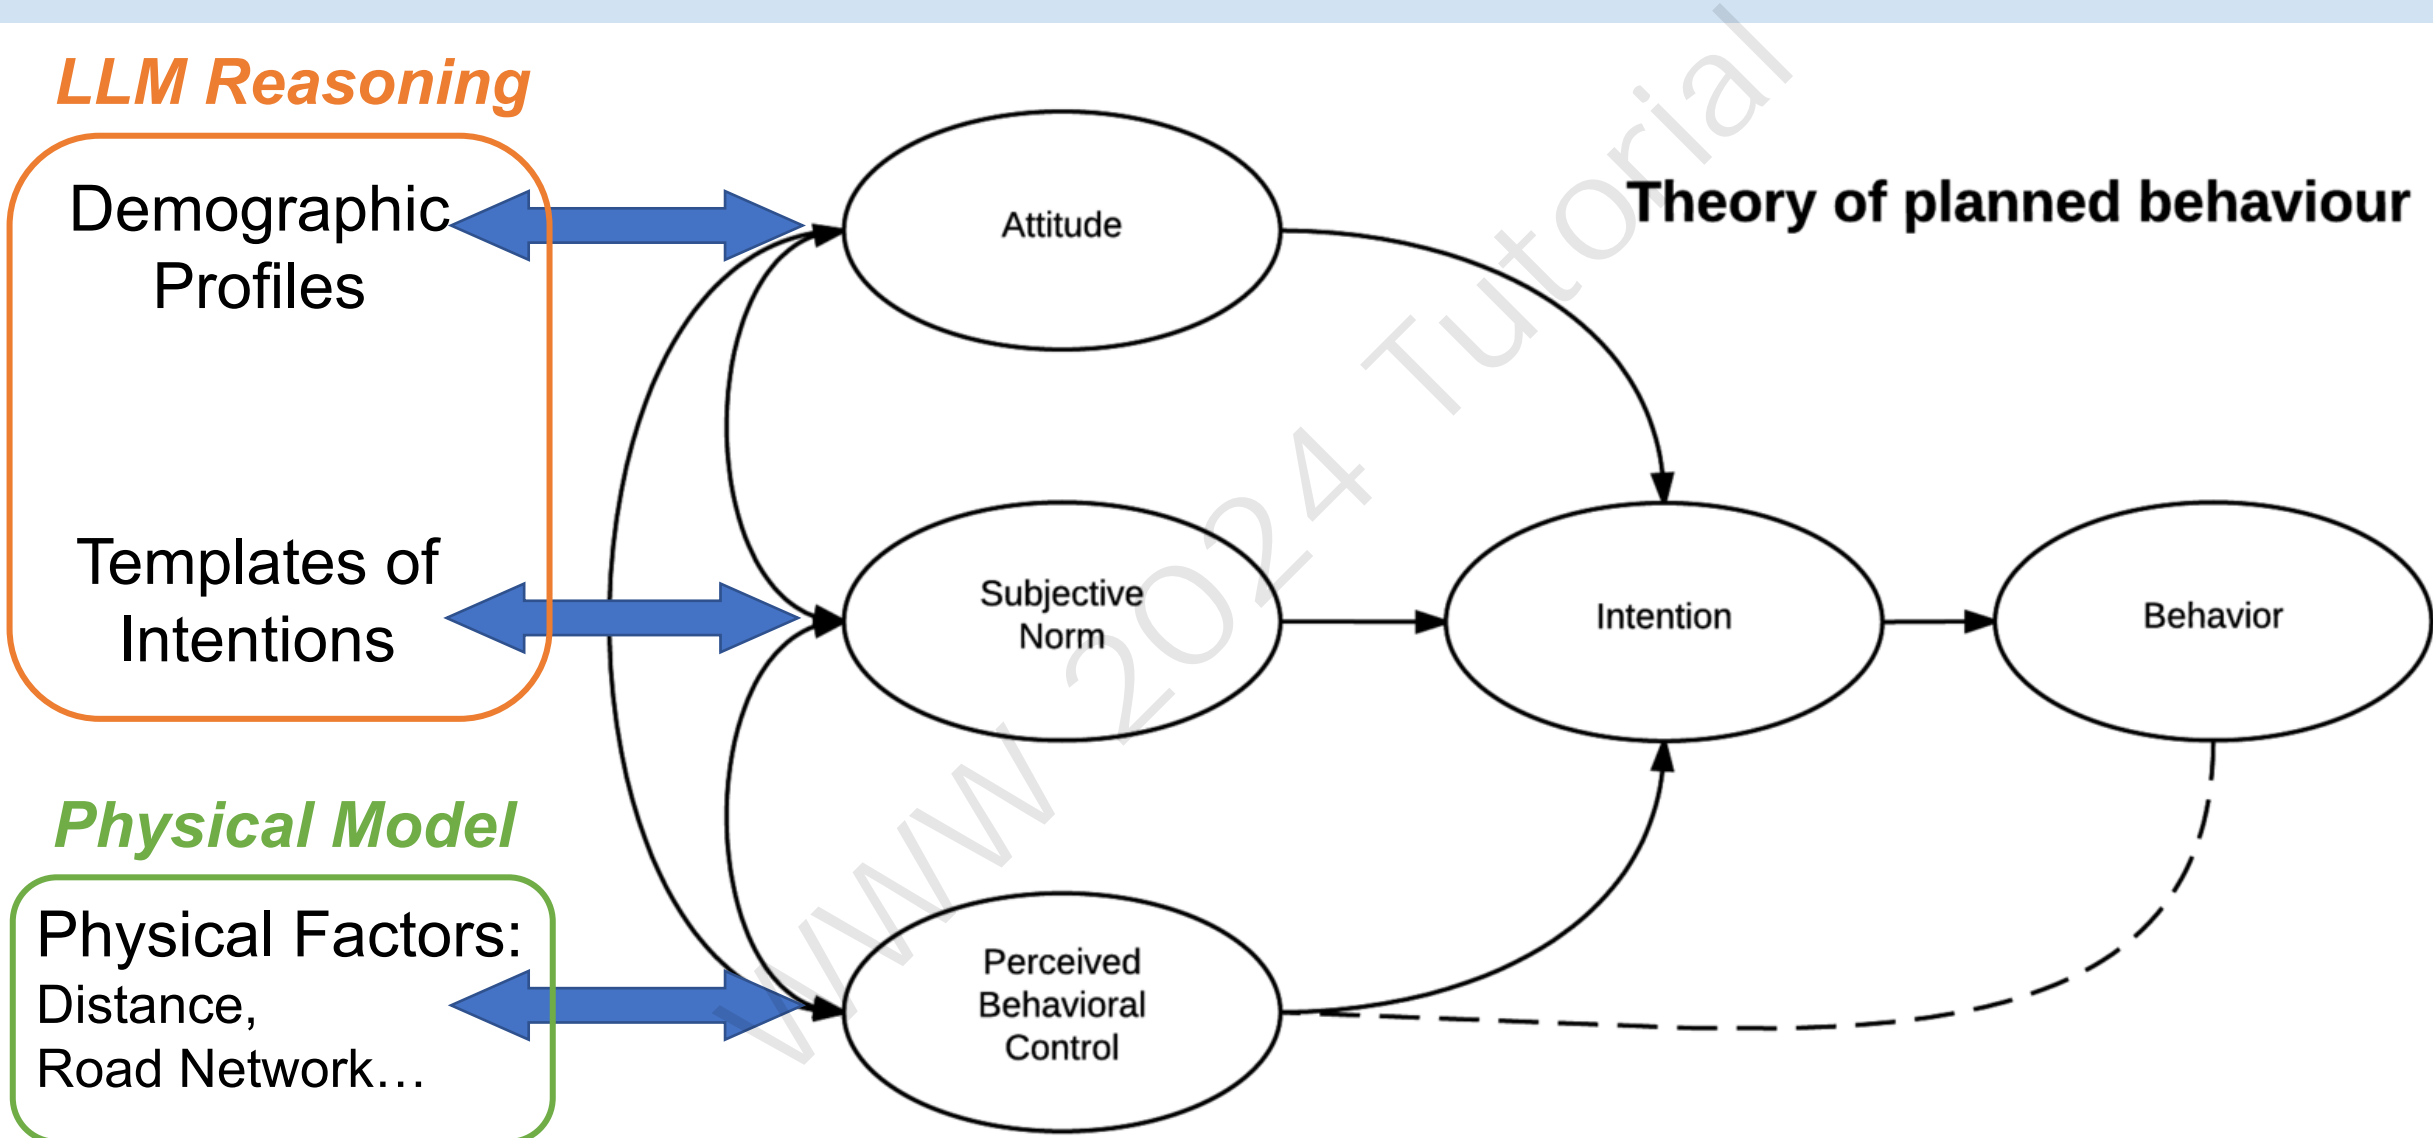 LLM Reasoning
Demographic
Profiles
Templates of
Intentions
Physical Model
Physical Factors:
Distance,
Road Network…
Theory of planned behaviour
Attitude
Subjective
Norm
Perceived
Behavioral
Control
Intention
Behavior
WWW 2024 Tutorial